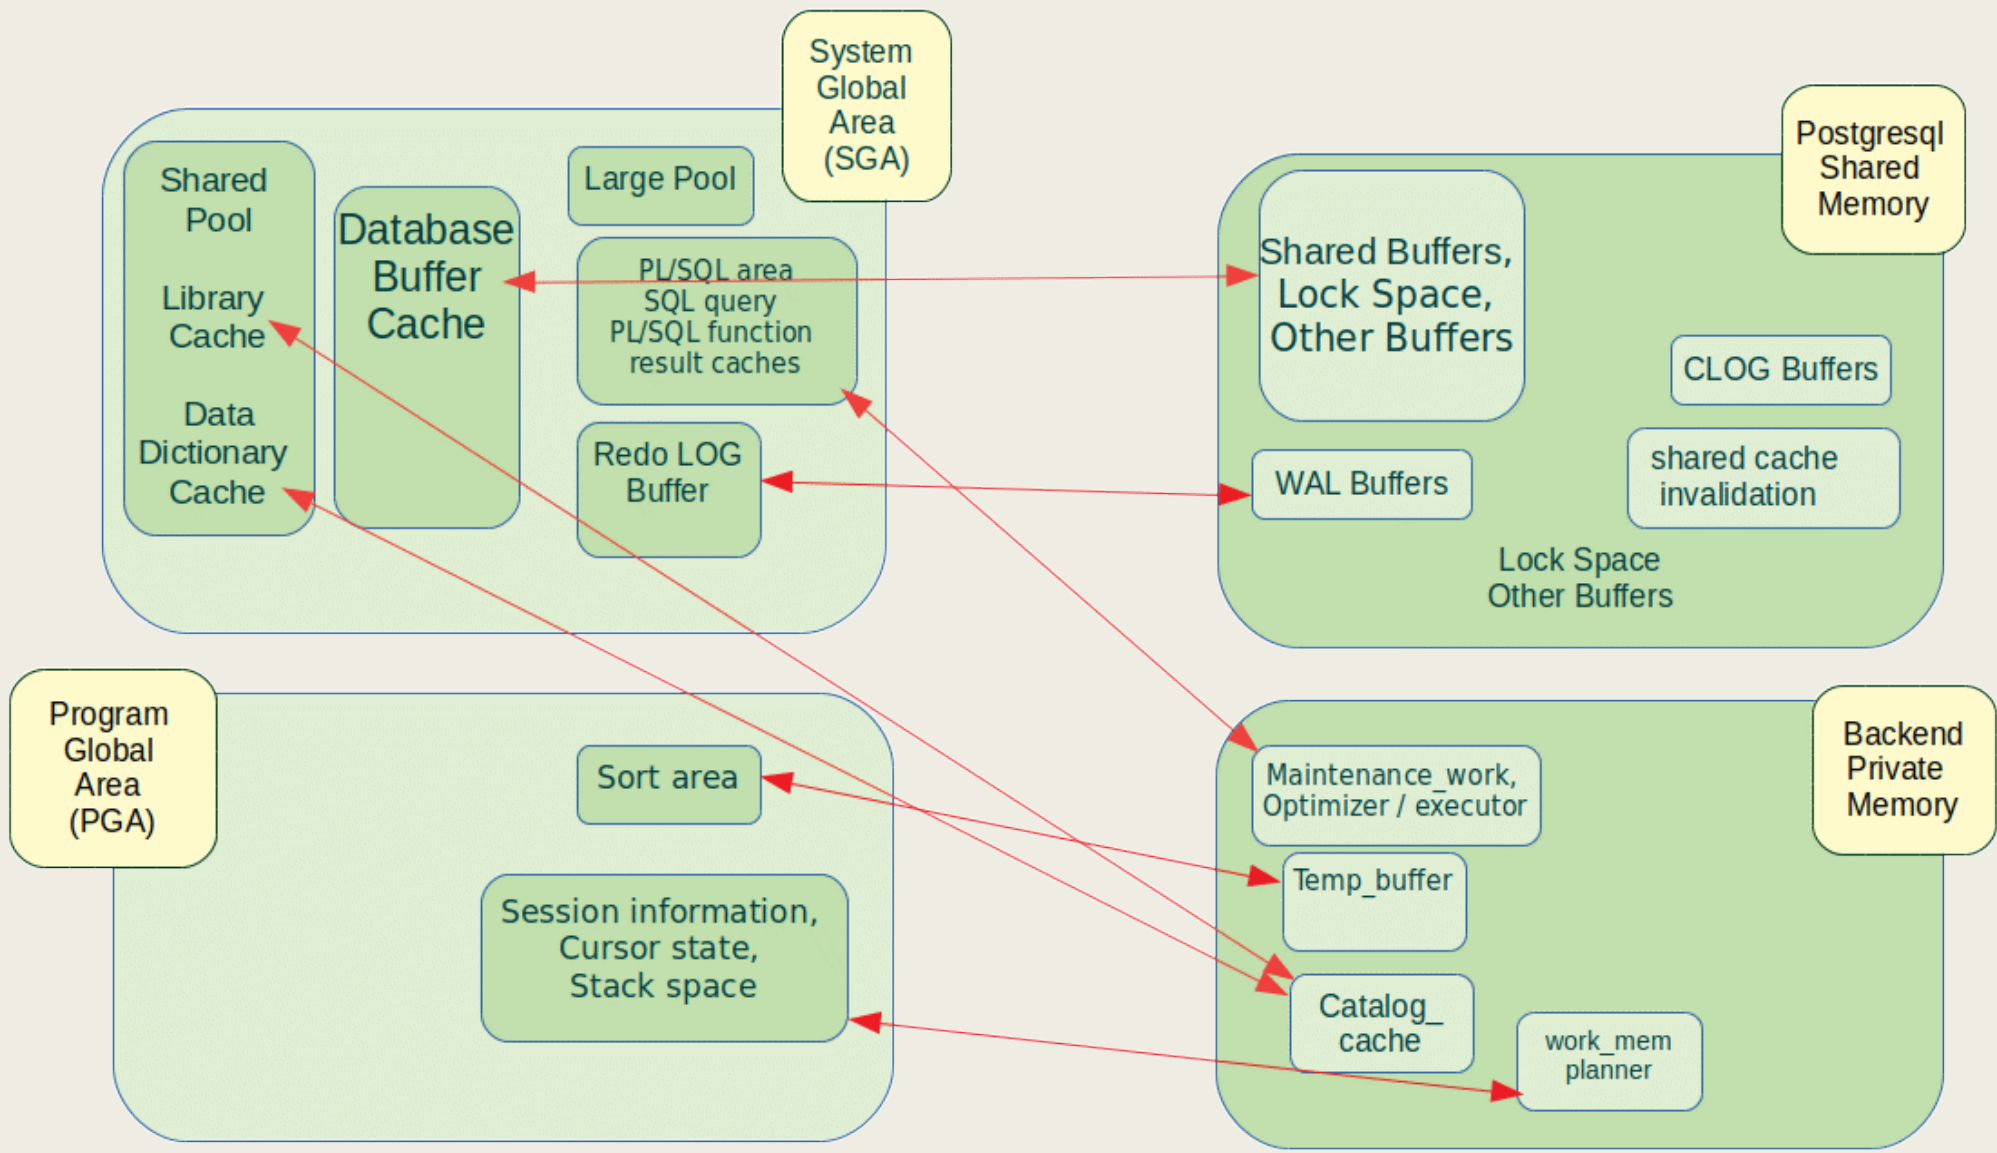 System
Global
Area
(SGA)
Shared
Pool
Library
Cache
Data
Dictionary
Cache
Database
Buffer
Cache
Large Pool
PL/SQL area
SQL query
PL/SQL function
result caches
Redo LOG
Buffer
Postgresql
Shared
Memory
Shared Buffers,
Lock Space,
Other Buffers
CLOG Buffers
WAL Buffers
shared cache
invalidation
Lock Space
Other Buffers
Program
Global
Area
(PGA)
Sort area
Session information,
Cursor state,
Stack space
Backend
Private
Memory
Maintenance_work,
Optimizer / executor
Temp_buffer
Catalog_
cache
work_mem
planner